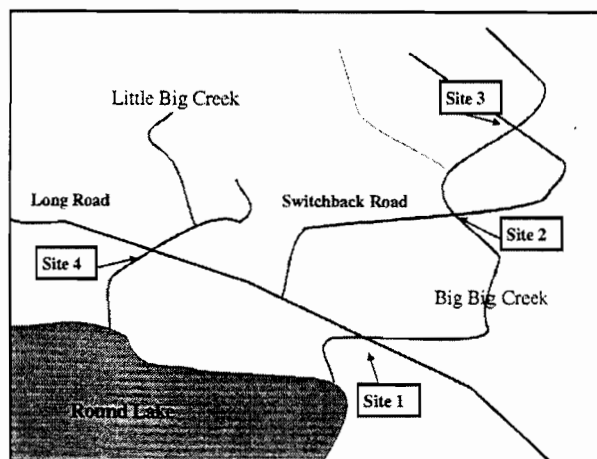 Site 3
Little Big Creek
Long Road
Switchback Road
Site 2
Site 4
Big Big Creek
Round Lake
Site 1